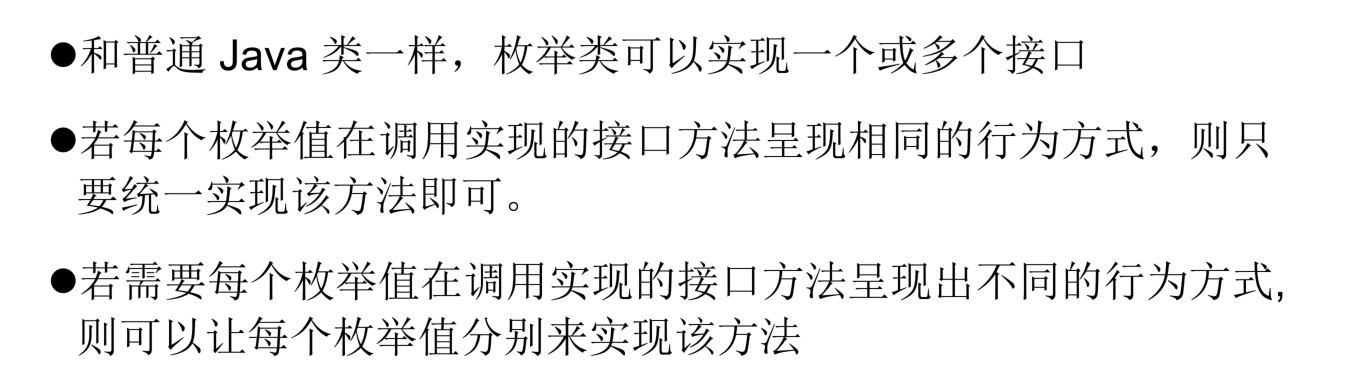 ●和普通 Java 类一样，枚举类可以实现一个或多个接口
●若每个枚举值在调用实现的接口方法呈现相同的行为方式，则只
要统一实现该方法即可。
●若需要每个枚举值在调用实现的接口方法呈现出不同的行为方式,
则可以让每个枚举值分别来实现该方法